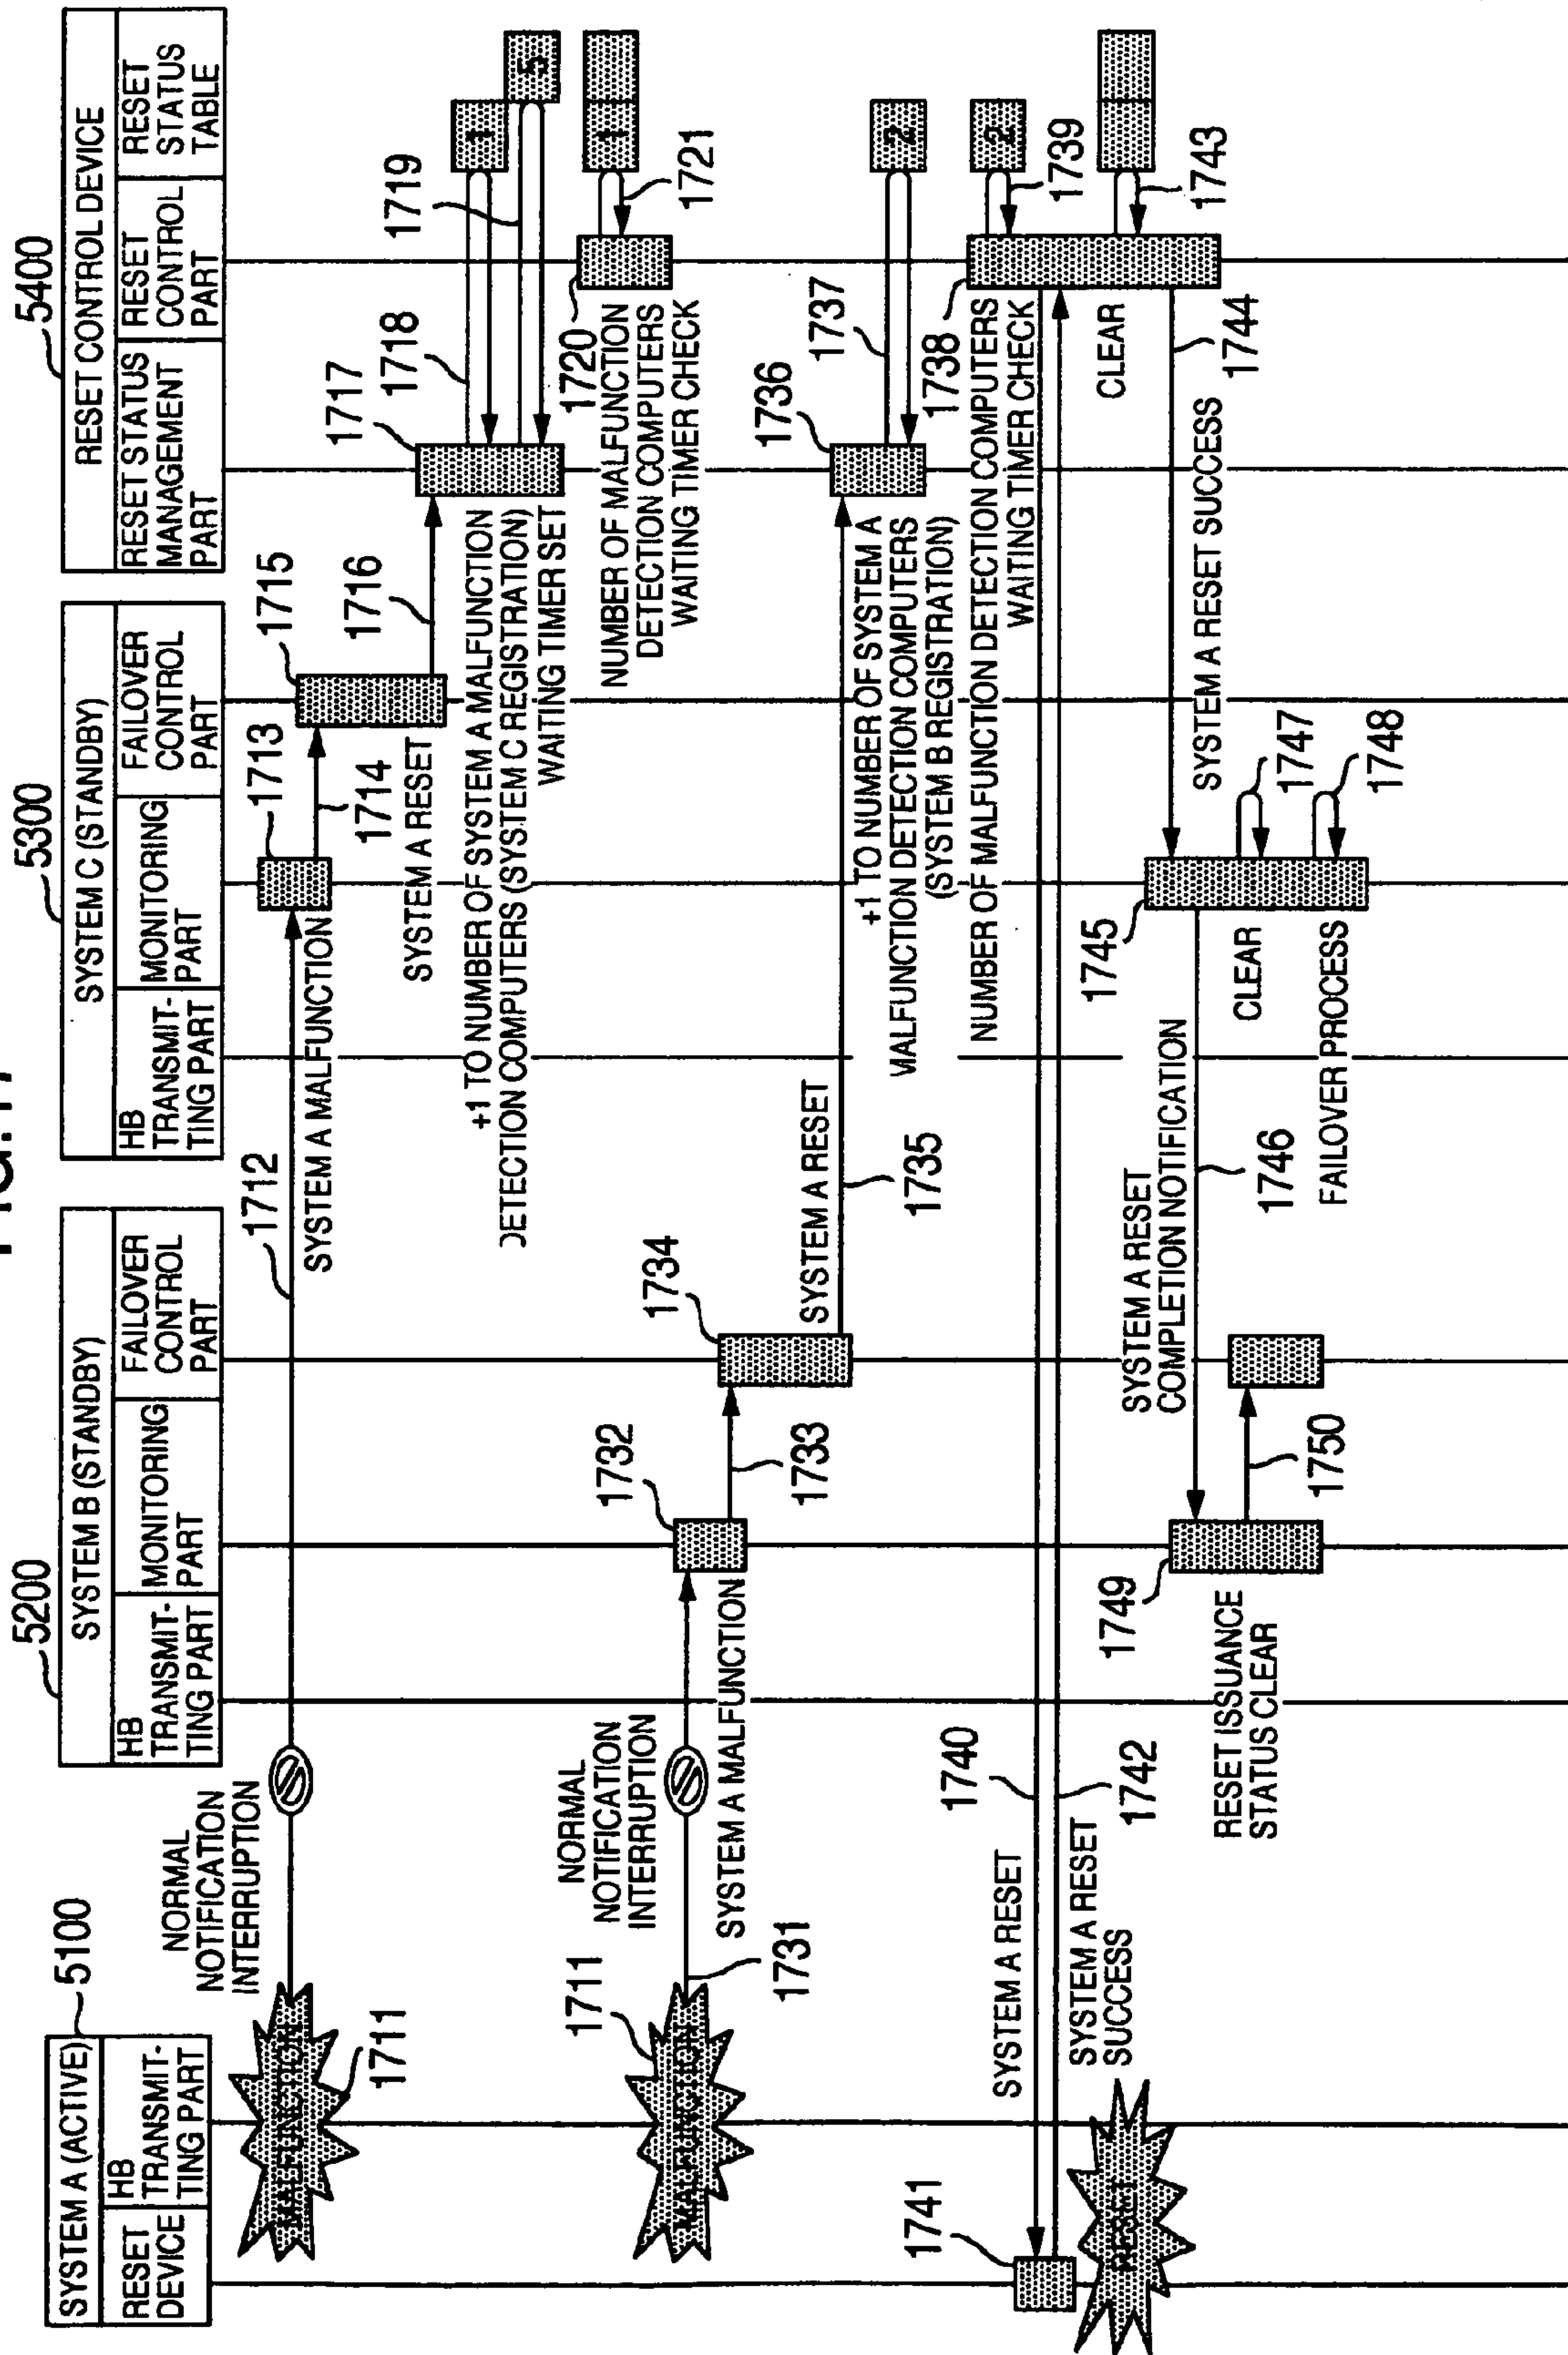 5100
SYSTEM A (ACTIVE)
RESET
DEVICE
HB
TRANSMIT-
TING PART
5200
SYSTEM B (STANDBY)
HB
TRANSMIT-
TING PART
MONITORING
PART
FAILOVER
CONTROL
PART
5300
SYSTEM C (STANDBY)
HB
TRANSMIT-
TING PART
MONITORING
PART
FAILOVER
CONTROL
PART
5400
RESET CONTROL DEVICE
RESET STATUS
MANAGEMENT
PART
RESET
CONTROL
PART
RESET
STATUS
TABLE
MALFUNCTION
1711
NORMAL
NOTIFICATION
INTERRUPTION
1712
SYSTEM A MALFUNCTION
1713
1714
1715
SYSTEM A RESET
1716
1717
1718
1719
1
5
+1 TO NUMBER OF SYSTEM A MALFUNCTION
DETECTION COMPUTERS (SYSTEM C REGISTRATION)
WAITING TIMER SET
1720
1
1721
NUMBER OF MALFUNCTION
DETECTION COMPUTERS
WAITING TIMER CHECK
1711
MALFUNCTION
1731
NORMAL
NOTIFICATION
INTERRUPTION
SYSTEM A MALFUNCTION
1732
1733
1734
SYSTEM A RESET
1735
1736
1737
2
+1 TO NUMBER OF SYSTEM A
MALFUNCTION DETECTION COMPUTERS
(SYSTEM B REGISTRATION)
1738
2
1739
NUMBER OF MALFUNCTION DETECTION COMPUTERS
WAITING TIMER CHECK
1740
SYSTEM A RESET
1741
1742
SYSTEM A RESET
SUCCESS
RESET
CLEAR
1743
1744
SYSTEM A RESET SUCCESS
1745
SYSTEM A RESET
COMPLETION NOTIFICATION
1746
CLEAR
1747
FAILOVER PROCESS
1748
1749
RESET ISSUANCE
STATUS CLEAR
1750